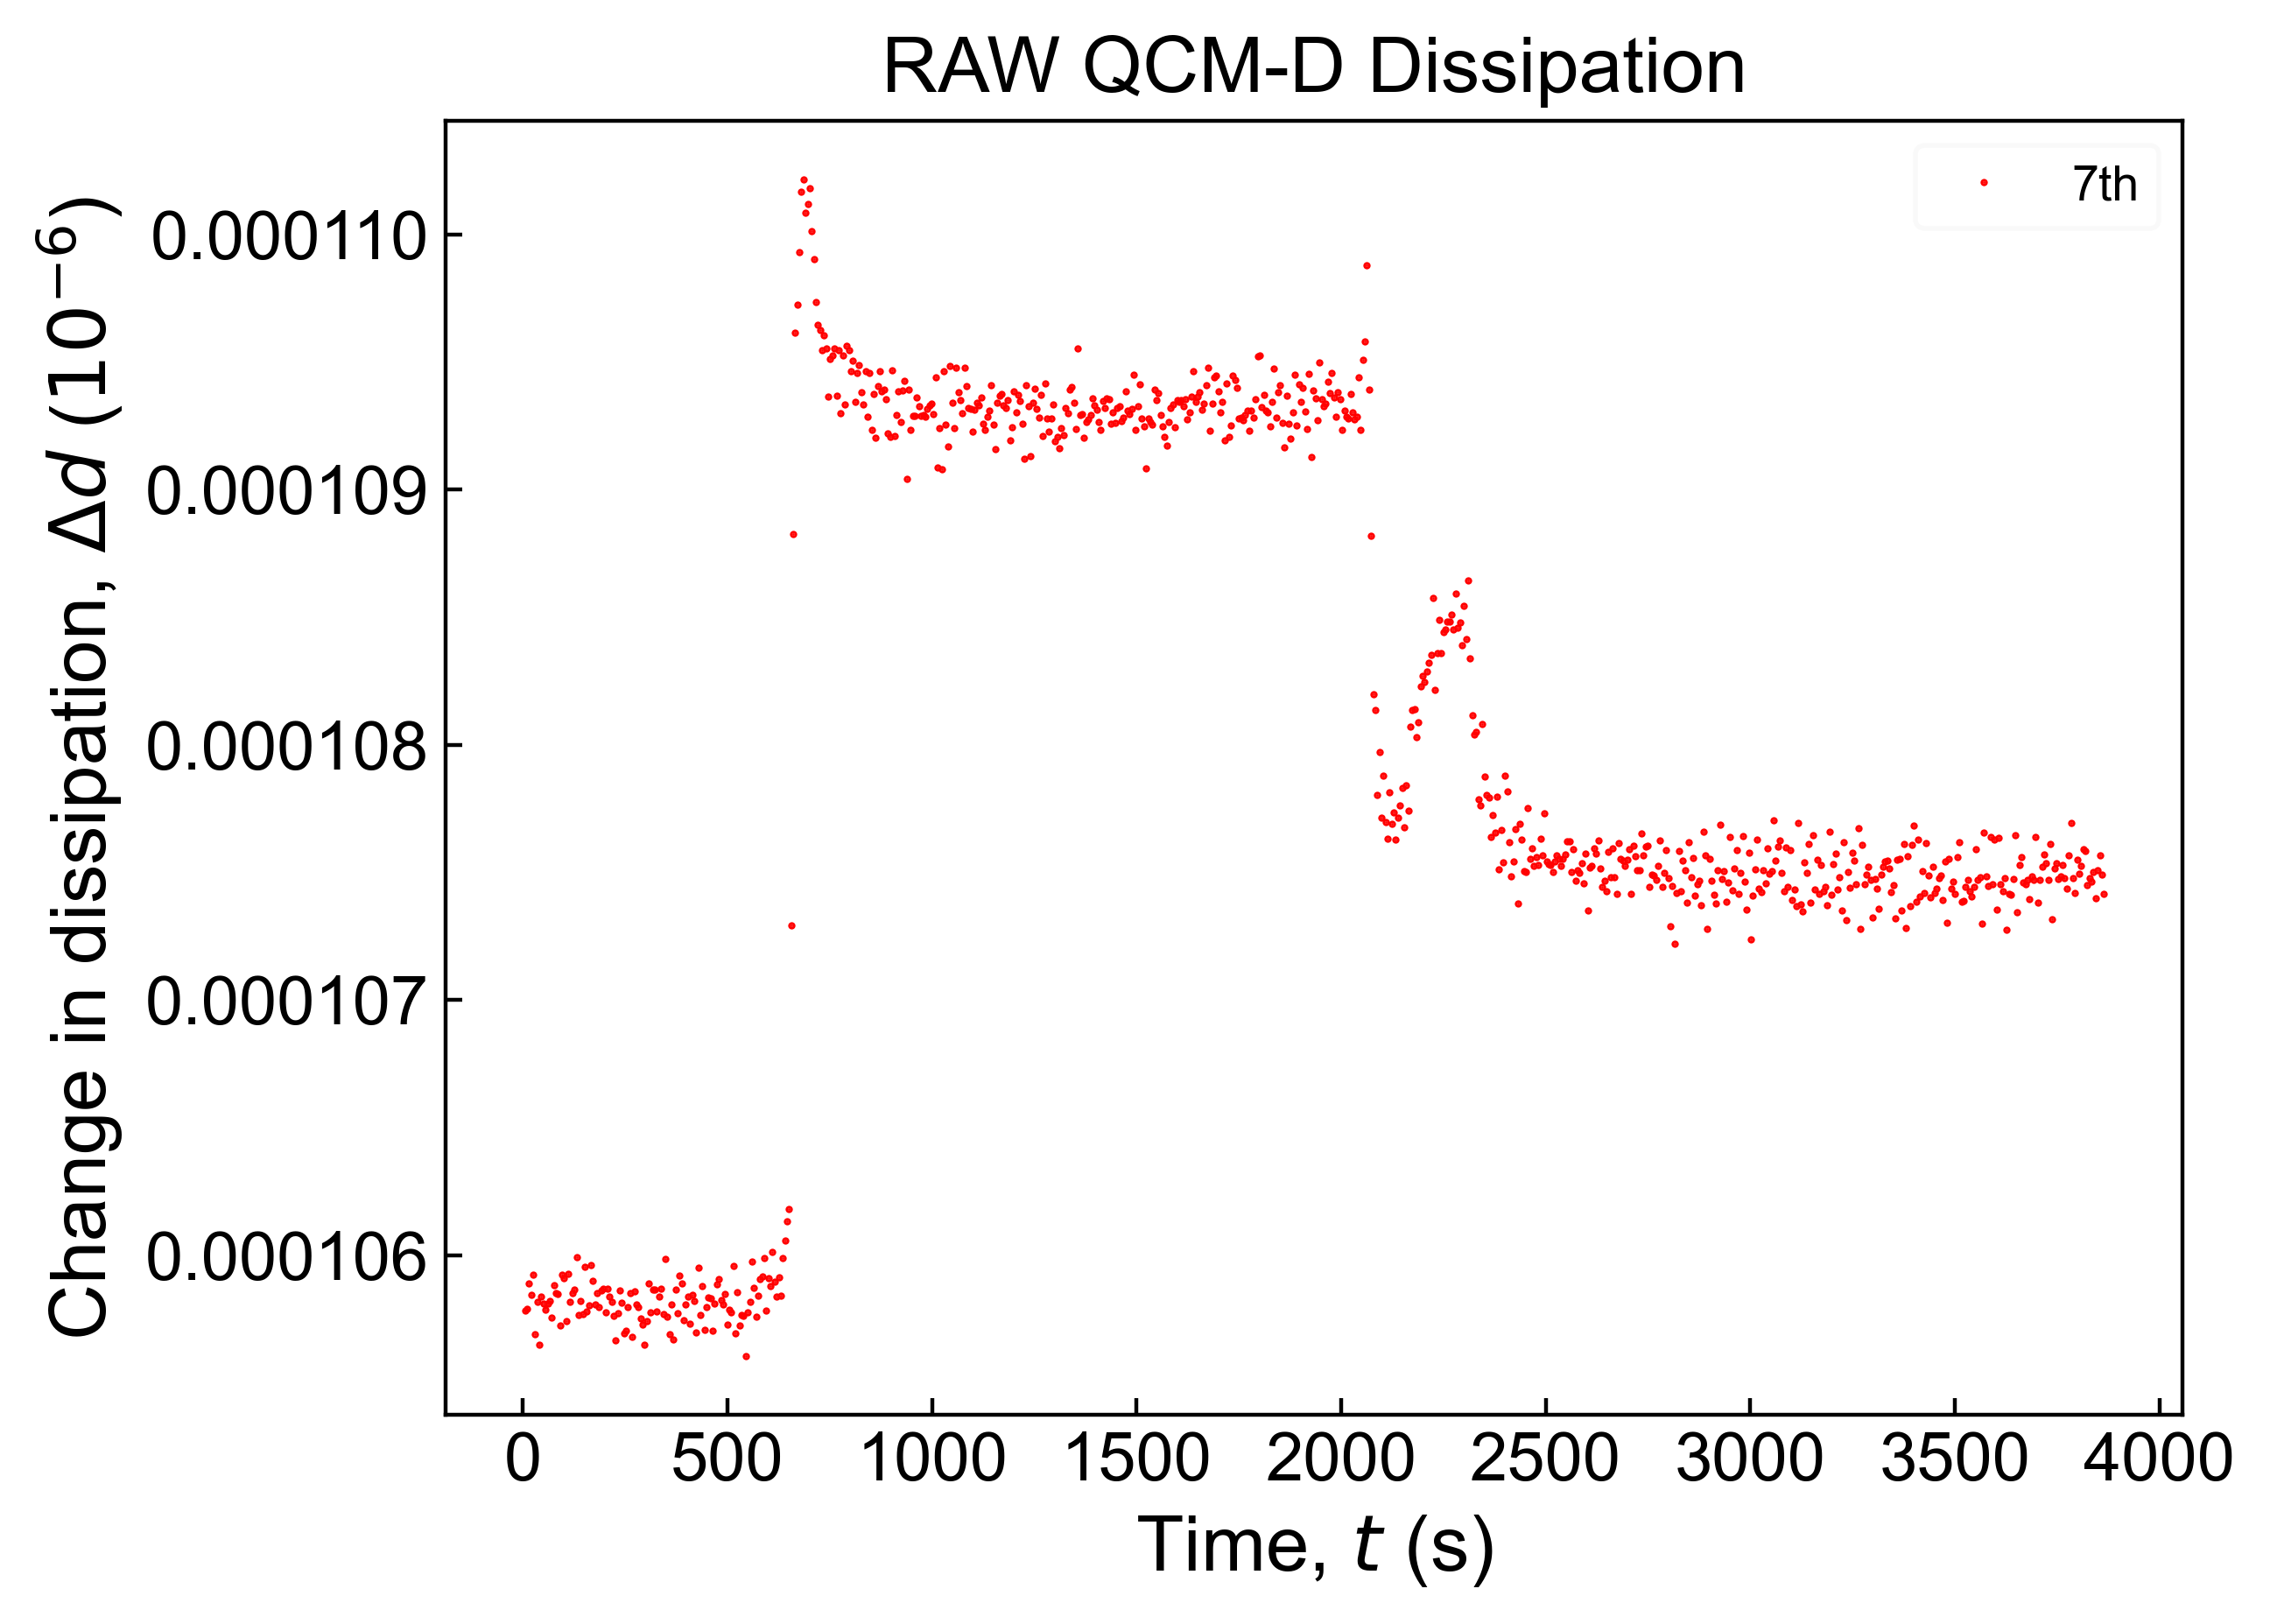 RAW QCM-D Dissipation
7th
Change in dissipation, Δd (10⁻⁶)
0.000110
0.000109
0.000108
0.000107
0.000106
0 500 1000 1500 2000 2500 3000 3500 4000
Time, t (s)